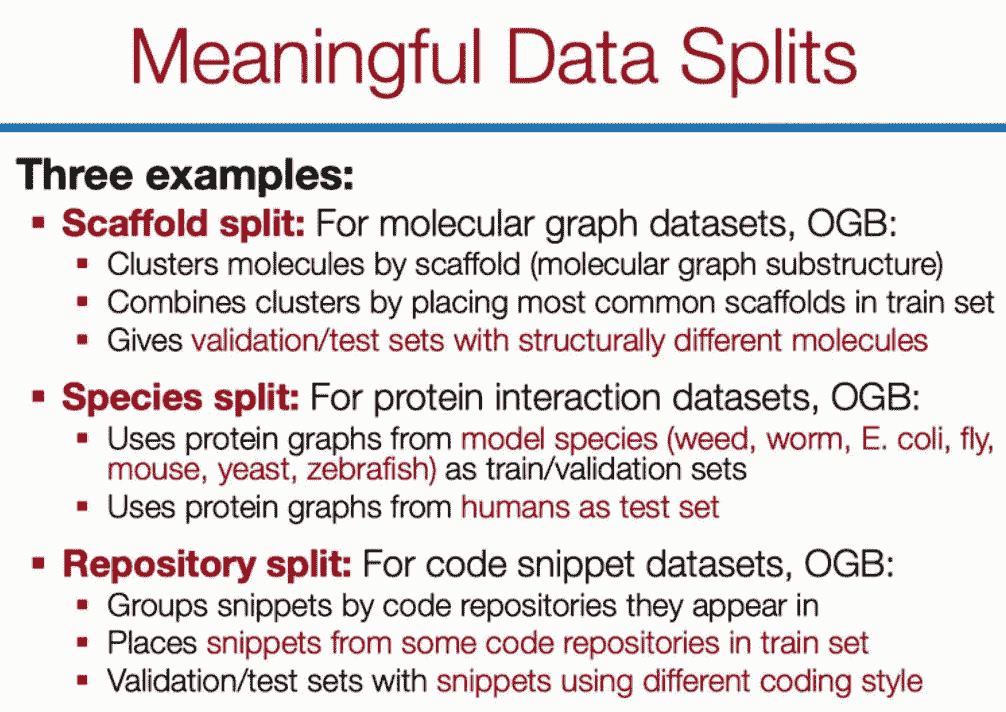 Meaningful Data Splits
Three examples:
▪ Scaffold split: For molecular graph datasets, OGB:
▪ Clusters molecules by scaffold (molecular graph substructure)
▪ Combines clusters by placing most common scaffolds in train set
▪ Gives validation/test sets with structurally different molecules
▪ Species split: For protein interaction datasets, OGB:
▪ Uses protein graphs from model species (weed, worm, E. coli, fly,
mouse, yeast, zebrafish) as train/validation sets
▪ Uses protein graphs from humans as test set
▪ Repository split: For code snippet datasets, OGB:
▪ Groups snippets by code repositories they appear in
▪ Places snippets from some code repositories in train set
▪ Validation/test sets with snippets using different coding style